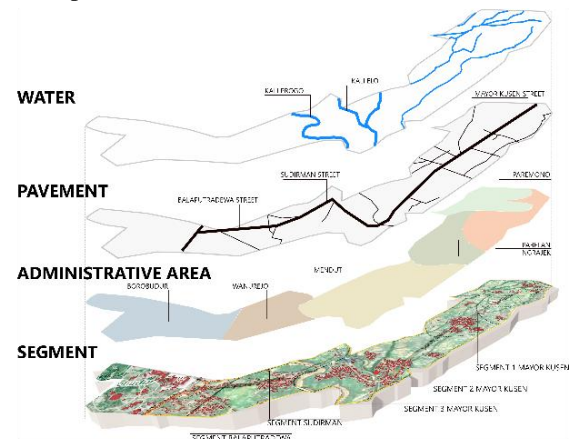 WATER
KALI PROGO
KALI ELO
MAYOR KUSEN STREET
PAVEMENT
BALAPUTRADEWA STREET
SUDIRMAN STREET
PAREMONO
ADMINISTRATIVE AREA
BOROBUDUR
WANUREJO
MENDUT
NGRAJEK
SEGMENT
SEGMENT 1 MAYOR KUSEN
SEGMENT 2 MAYOR KUSEN
SEGMENT 3 MAYOR KUSEN
SEGMENT SUDIRMAN
SEGMENT BALAPUTRADEWA